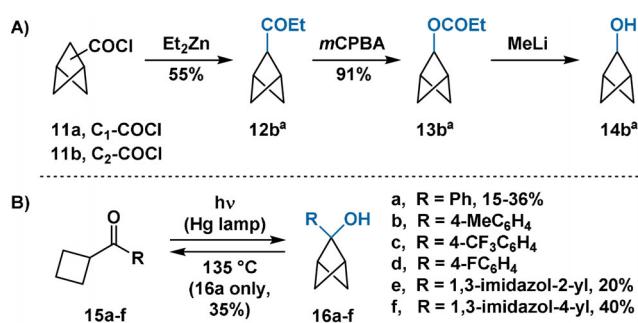 A)
COCl
Et₂Zn
55%
COEt
mCPBA
91%
OCOEt
MeLi
OH
11a, C₁-COCl
11b, C₂-COCl
12bᵃ
13bᵃ
14bᵃ
B)
O
R
hν
(Hg lamp)
135 °C
(16a only,
35%)
R
OH
15a-f
16a-f
a, R = Ph, 15-36%
b, R = 4-MeC₆H₄
c, R = 4-CF₃C₆H₄
d, R = 4-FC₆H₄
e, R = 1,3-imidazol-2-yl, 20%
f, R = 1,3-imidazol-4-yl, 40%